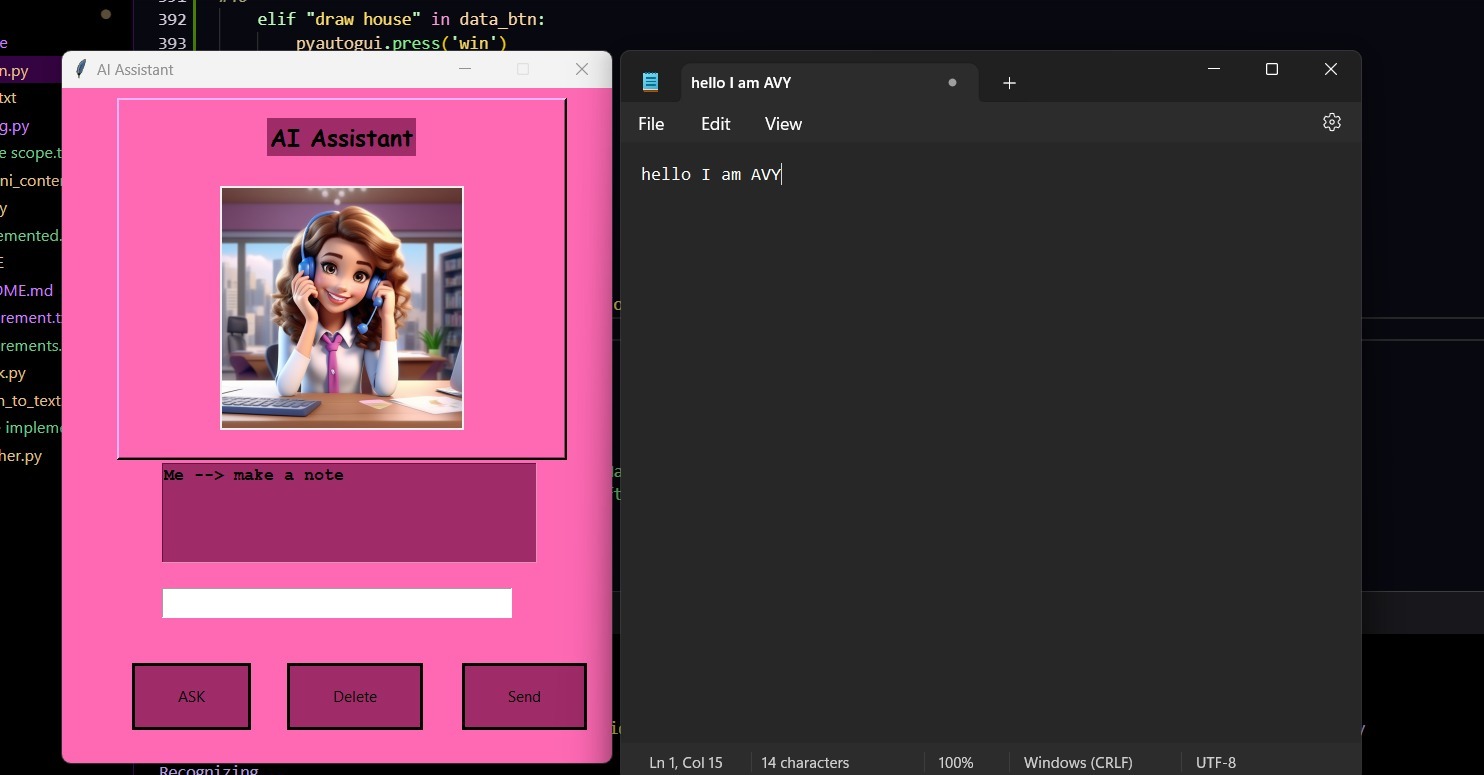 392 elif "draw house" in data_btn:
393 pyautogui.press('win')
n.py
txt
g.py
e scope.t
ni_conte
y
emented.
E
OME.md
rement.t
rements.
k.py
n_to_text
implem
her.py
AI Assistant
AI Assistant
Me --> make a note
ASK
Delete
Send
Recognizing
hello I am AVY
File Edit View
hello I am AVY
Ln 1, Col 15 14 characters 100% Windows (CRLF) UTF-8